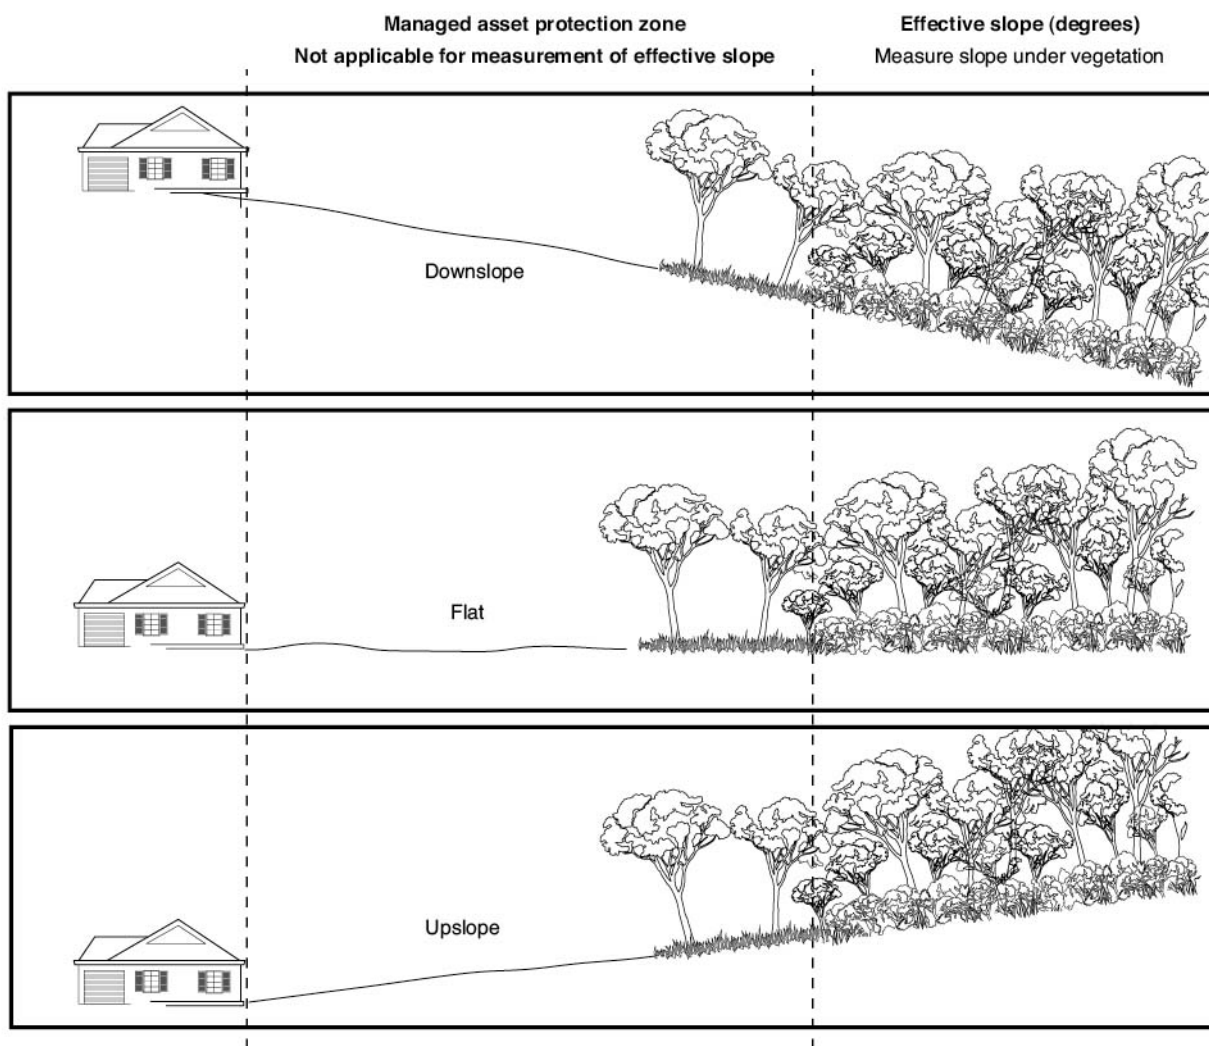 Managed asset protection zone
Not applicable for measurement of effective slope
Effective slope (degrees)
Measure slope under vegetation
Downslope
Flat
Upslope